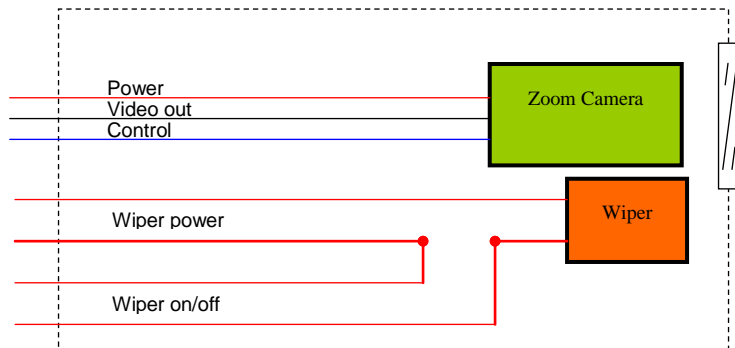 Power
Video out
Control
Zoom Camera
Wiper power
Wiper
Wiper on/off